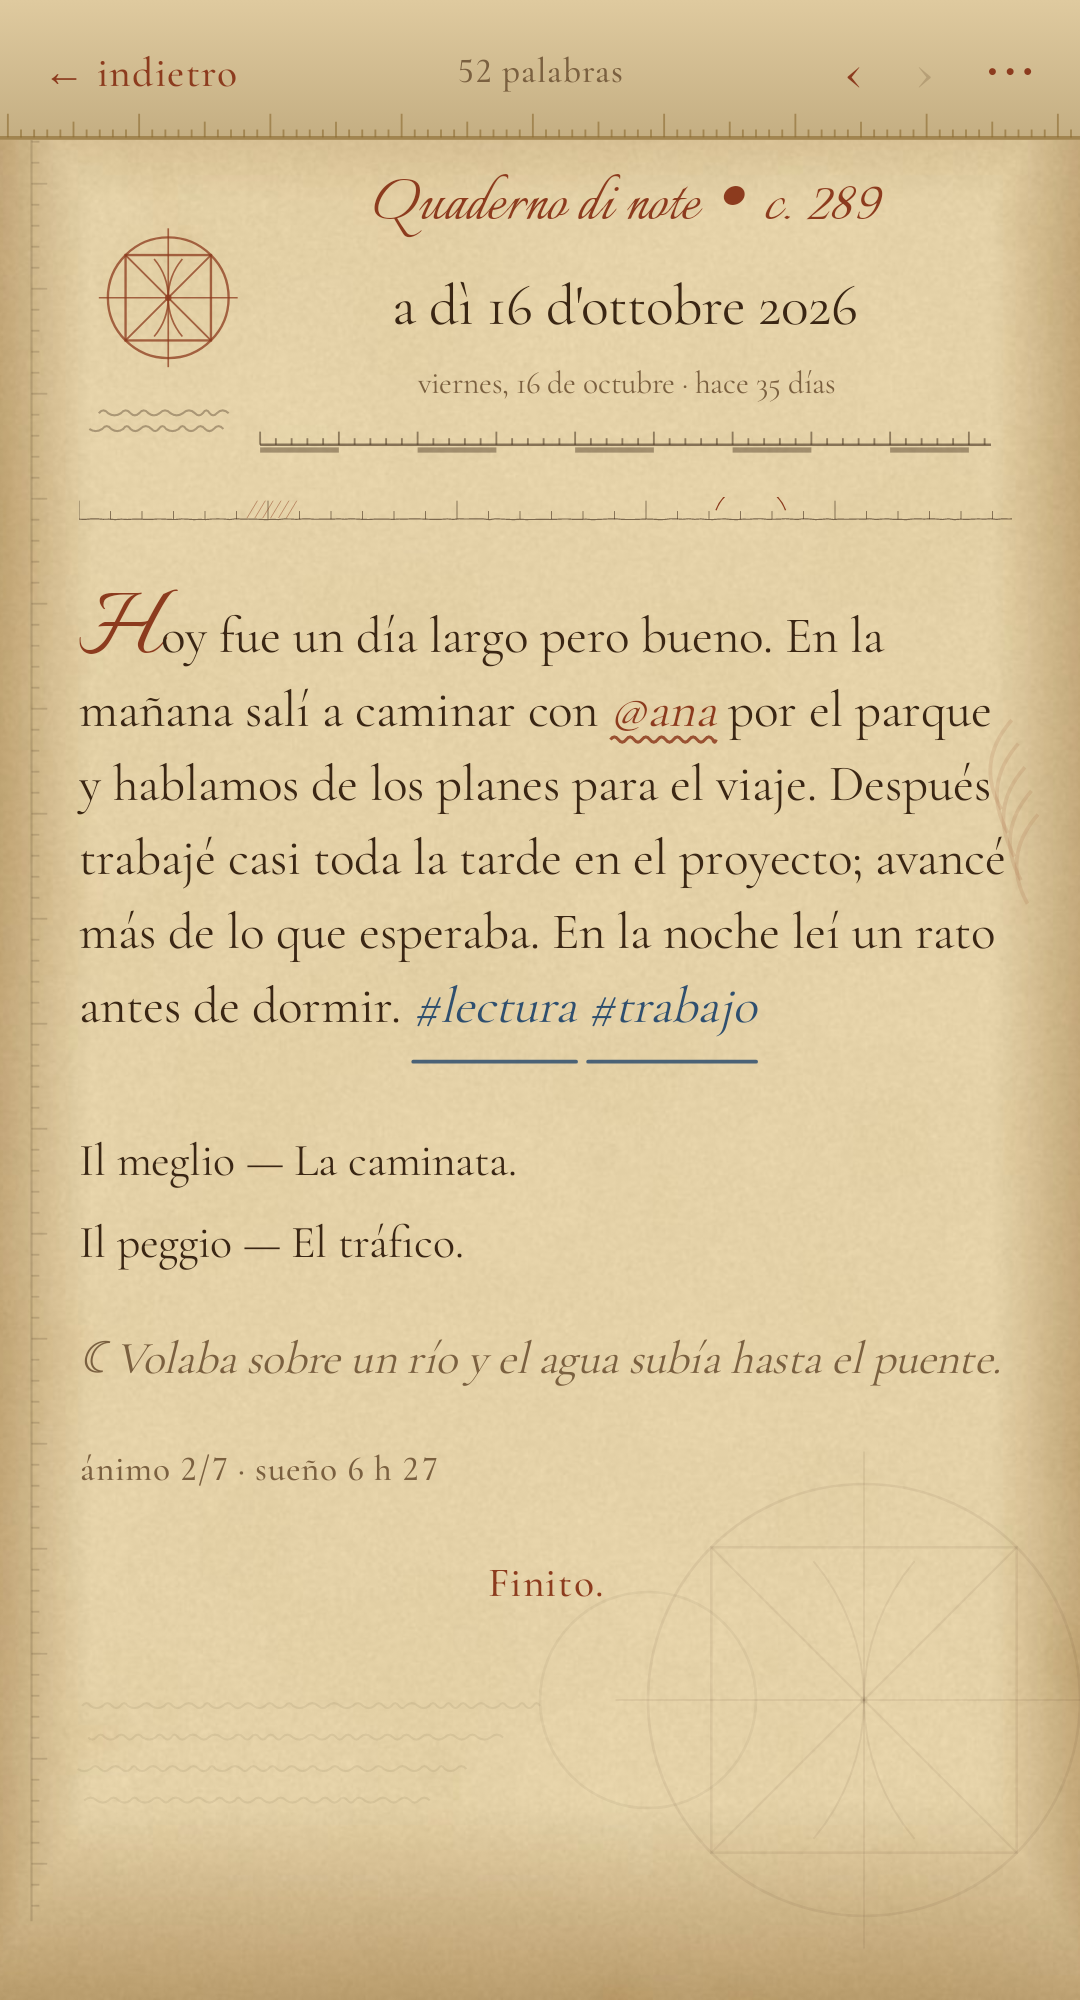 ← indietro 52 palabras ‹ › •••
Quaderno di note • c. 289
a dì 16 d'ottobre 2026
viernes, 16 de octubre · hace 35 días
Hoy fue un día largo pero bueno. En la
mañana salí a caminar con @ana por el parque
y hablamos de los planes para el viaje. Después
trabajé casi toda la tarde en el proyecto; avancé
más de lo que esperaba. En la noche leí un rato
antes de dormir. #lectura #trabajo
Il meglio — La caminata.
Il peggio — El tráfico.
☾ Volaba sobre un río y el agua subía hasta el puente.
ánimo 2/7 · sueño 6 h 27
Finito.